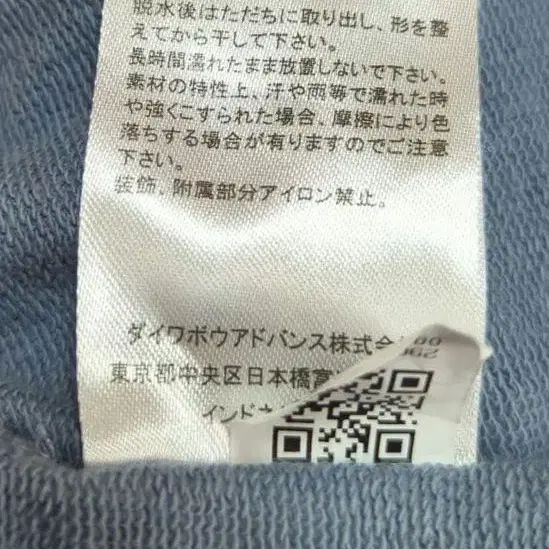 脱水後はただちに取り出し、形を整
えてから干して下さい。
長時間濡れたまま放置しないで下さい。
素材の特性上、汗や雨等で濡れた時
や強くこすられた場合、摩擦により色
落ちする場合が有りますのでご注意
下さい。
装飾、附属部分アイロン禁止。
ダイワボウアドバンス株式会
東京都中央区日本橋富
インド